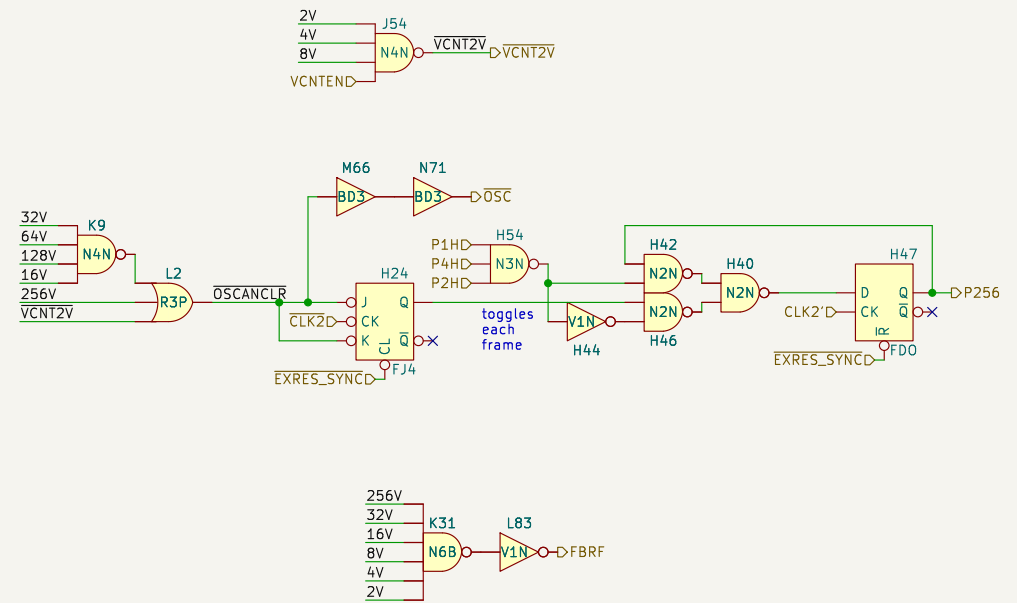 2V
4V
8V
VCNTEN
J54
N4N
VCNT2V
VCNT2V
M66
BD3
N71
BD3
OSC
32V
64V
128V
16V
256V
VCNT2V
K9
N4N
L2
R3P
OSCANCLR
H24
J
CK
K
Q
Q
CL
FJ4
CLK2
EXRES_SYNC
P1H
P4H
P2H
H54
N3N
toggles
each
frame
V1N
H44
H42
N2N
N2N
H46
H40
N2N
H47
D
CK
Q
Q
R
FDO
CLK2'
EXRES_SYNC
P256
256V
32V
16V
8V
4V
2V
K31
N6B
L83
V1N
FBRF